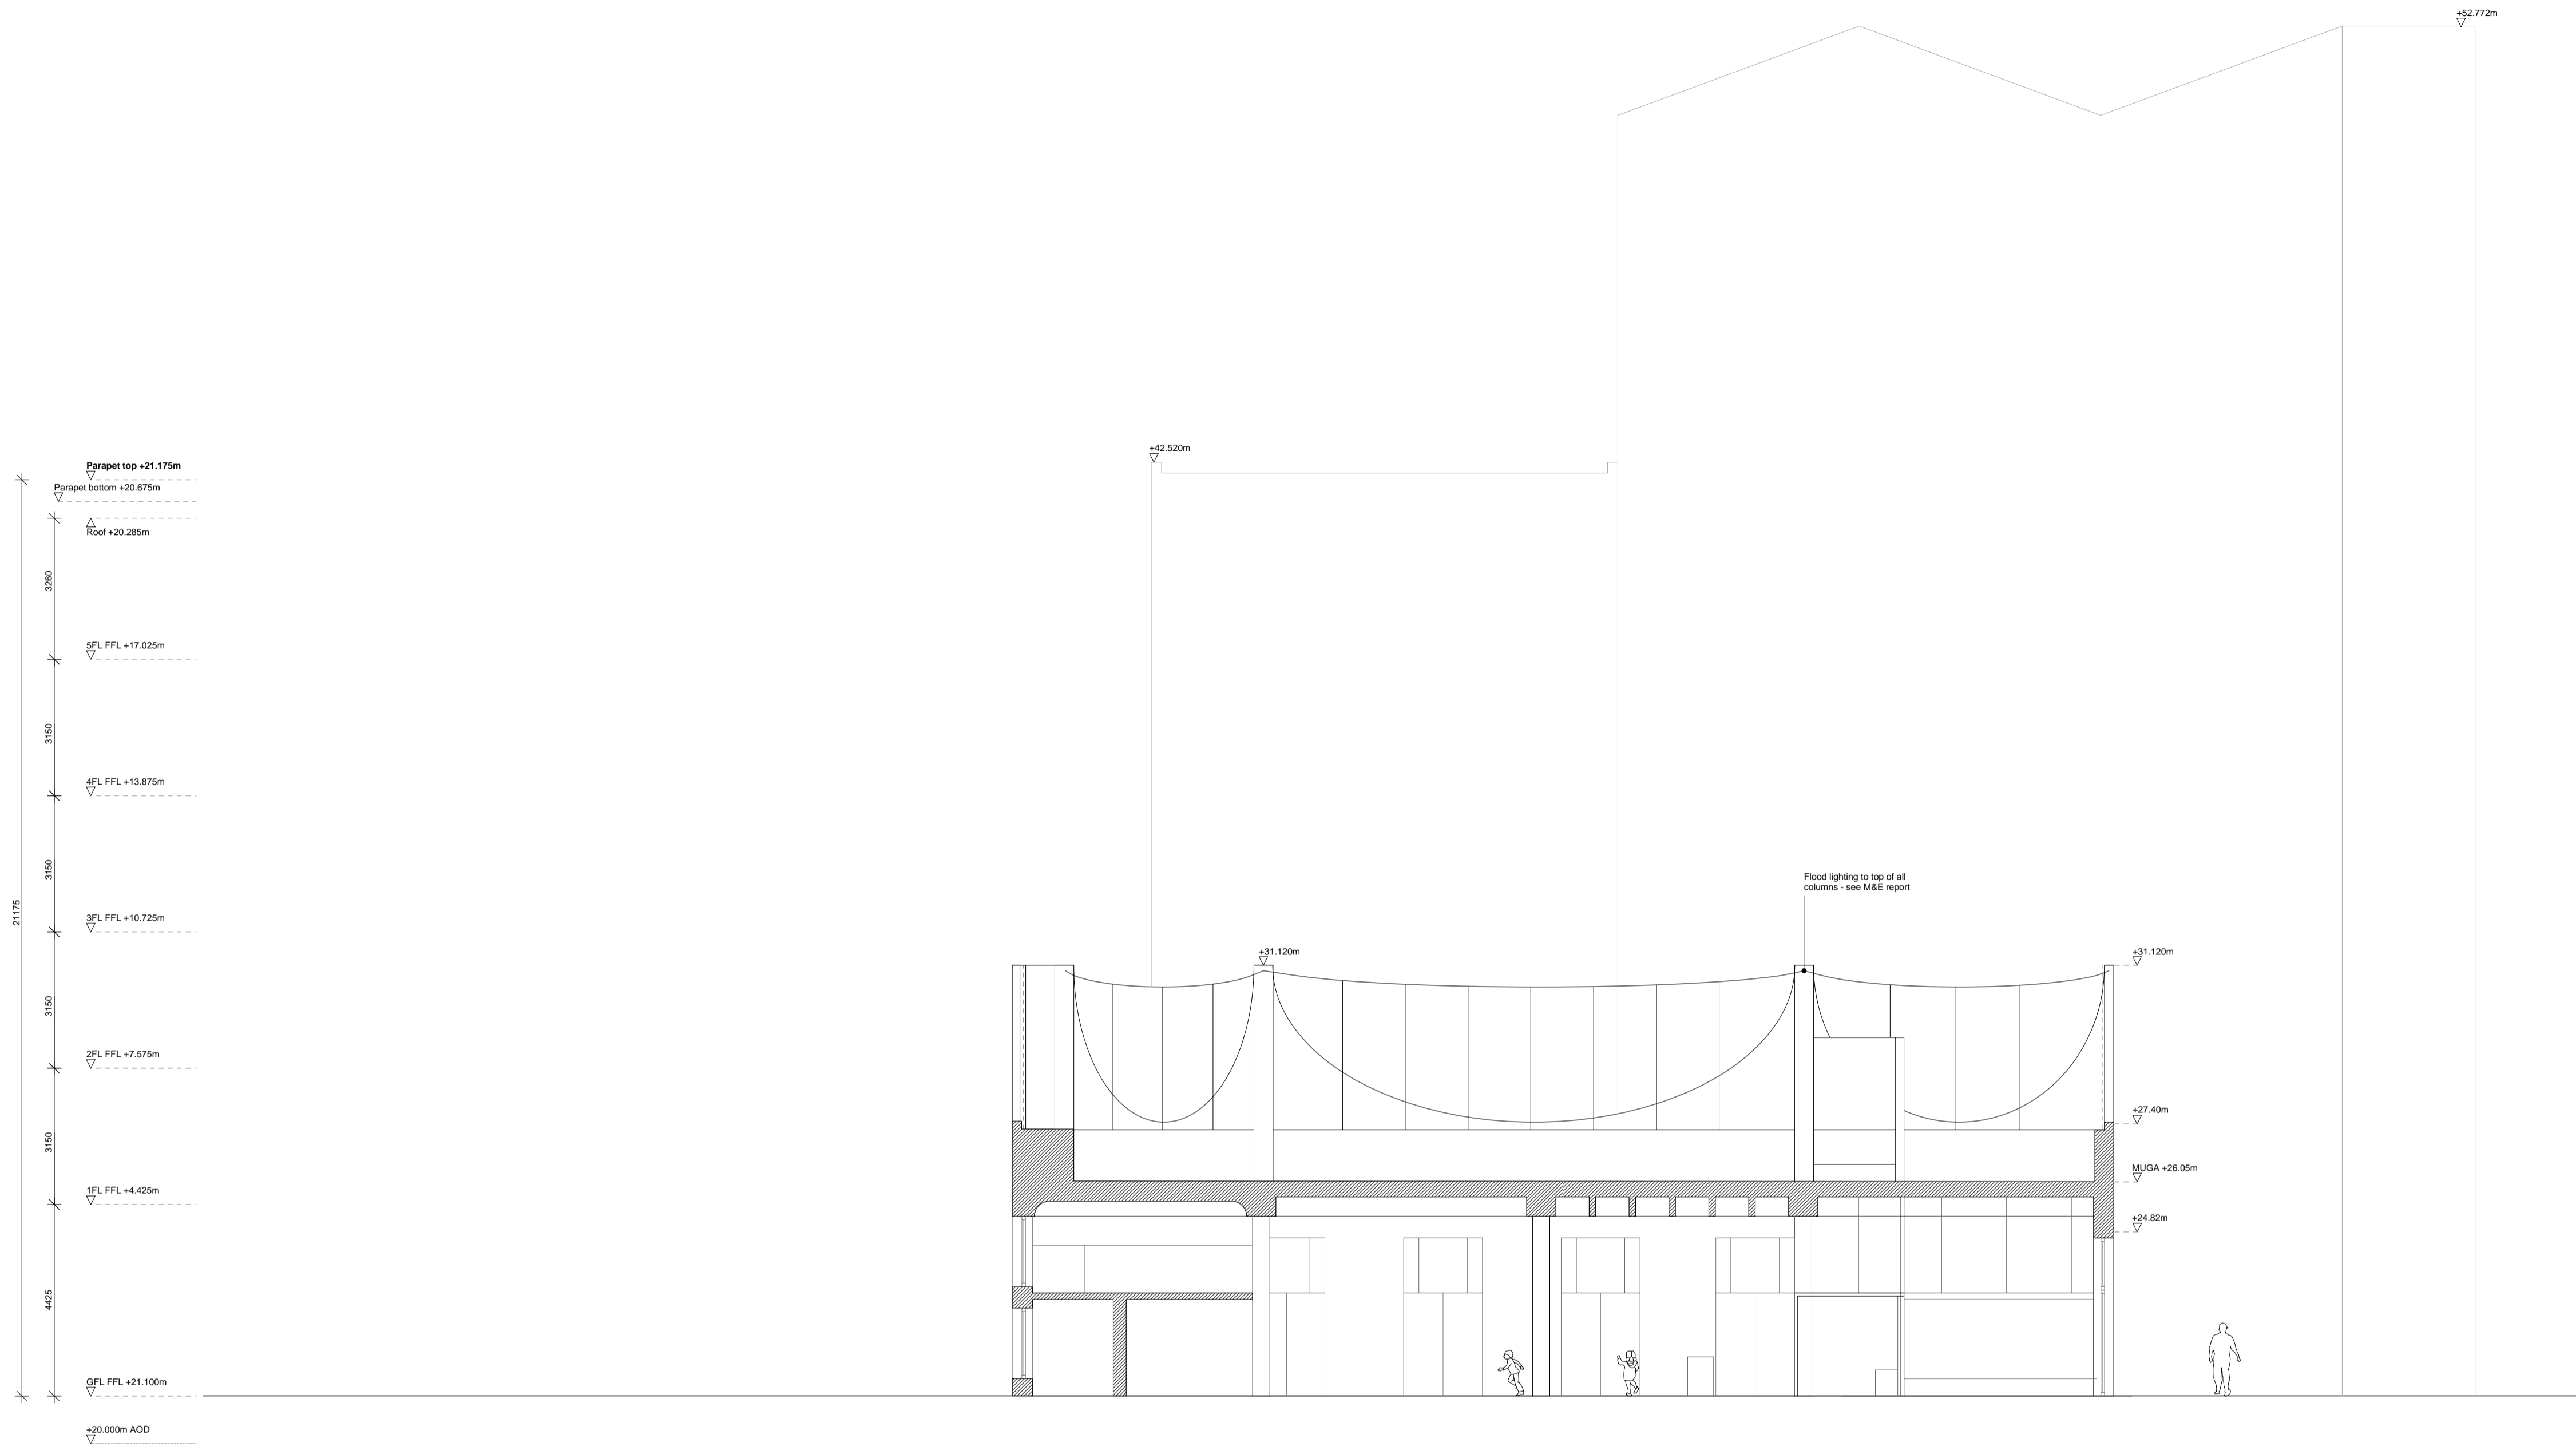 +52.772m
+42.520m
Parapet top +21.175m
Parapet bottom +20.675m
Roof +20.285m
3260
5FL FFL +17.025m
3150
4FL FFL +13.875m
3150
Flood lighting to top of all
columns - see M&E report
21175
3FL FFL +10.725m
+31.120m
+31.120m
3150
2FL FFL +7.575m
+27.40m
3150
MUGA +26.05m
1FL FFL +4.425m
+24.82m
4425
GFL FFL +21.100m
+20.000m AOD